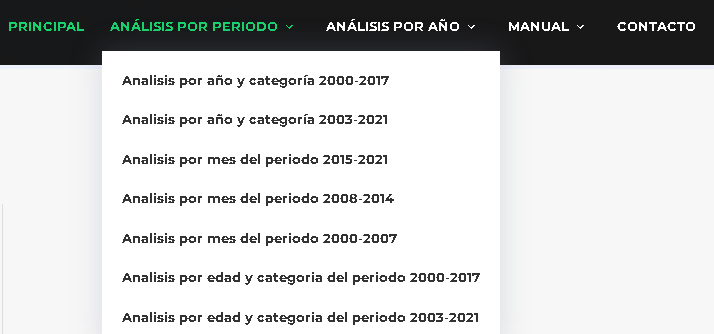 PRINCIPAL ANÁLISIS POR PERIODO ANÁLISIS POR AÑO MANUAL CONTACTO
Analisis por año y categoría 2000-2017
Analisis por año y categoría 2003-2021
Analisis por mes del periodo 2015-2021
Analisis por mes del periodo 2008-2014
Analisis por mes del periodo 2000-2007
Analisis por edad y categoria del periodo 2000-2017
Analisis por edad y categoria del periodo 2003-2021